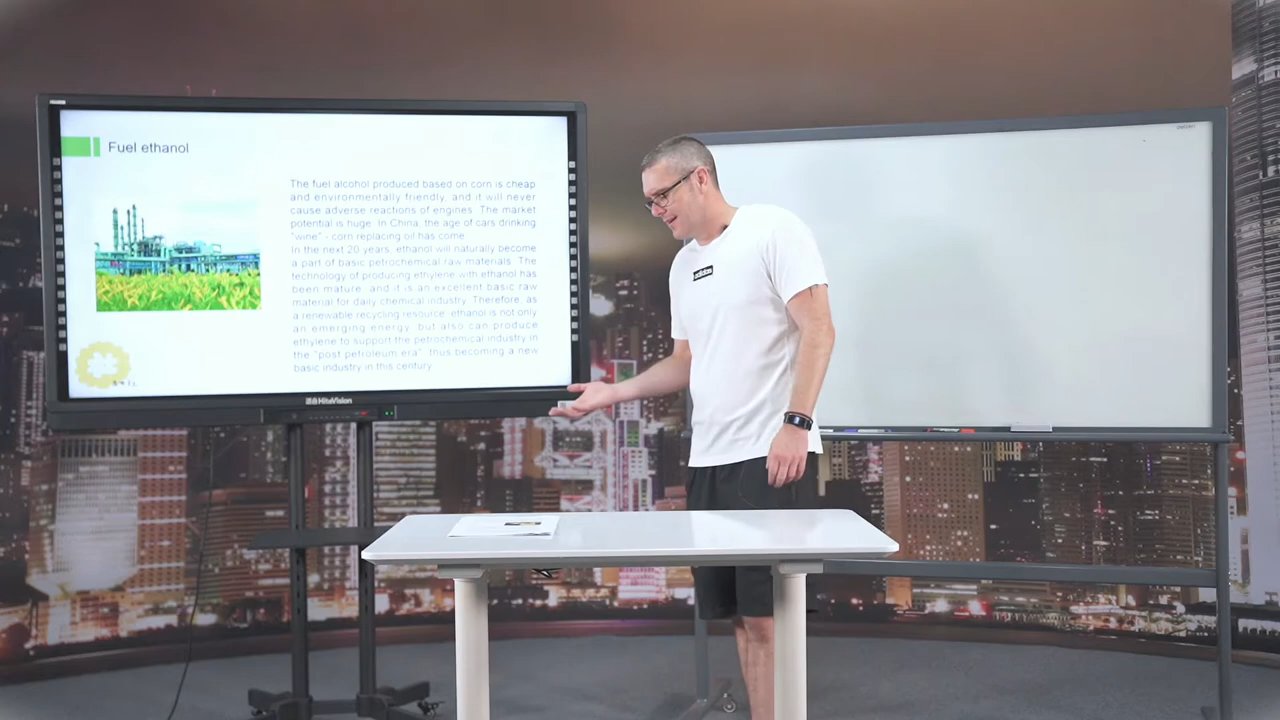 Fuel ethanol
The fuel alcohol produced based on corn is cheap
and environmentally friendly, and it will never
cause adverse reactions of engines. The market
potential is huge. In China, the age of cars drinking
"wine" - corn replacing oil has come.
In the next 20 years, ethanol will naturally become
a part of basic petrochemical raw materials. The
technology of producing ethylene with ethanol has
been mature, and it is an excellent basic raw
material for daily chemical industry. Therefore, as
a renewable recycling resource, ethanol is not only
an emerging energy, but also can produce
ethylene to support the petrochemical industry in
the "post petroleum era", thus becoming a new
basic industry in this century.
HiteVision
adidas